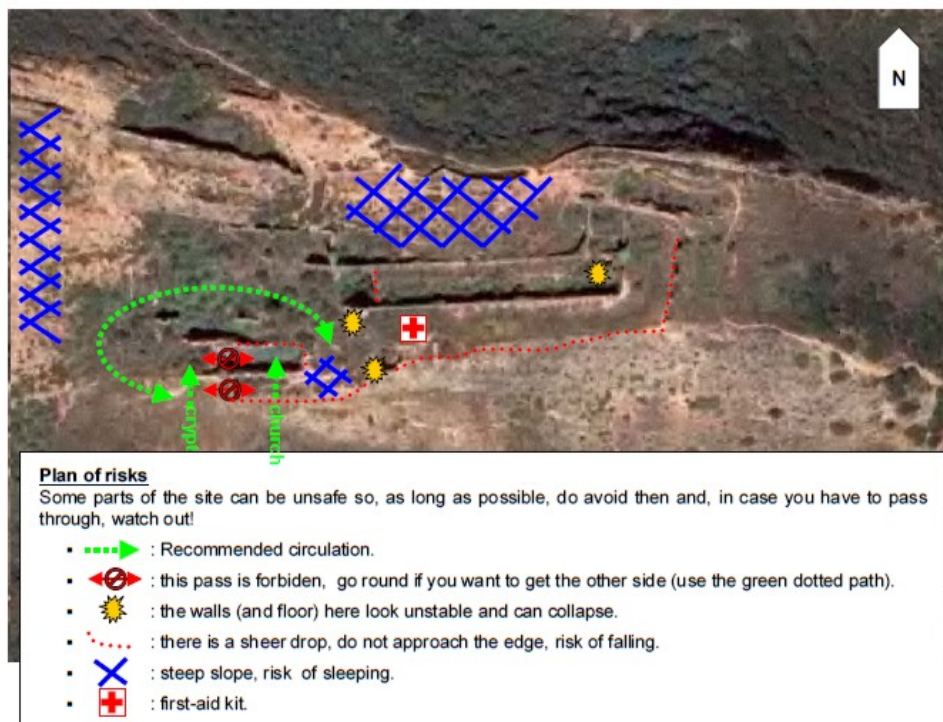 N
crypt
church
Plan of risks
Some parts of the site can be unsafe so, as long as possible, do avoid then and, in case you have to pass
through, watch out!
: Recommended circulation.
: this pass is forbiden, go round if you want to get the other side (use the green dotted path).
: the walls (and floor) here look unstable and can collapse.
: there is a sheer drop, do not approach the edge, risk of falling.
: steep slope, risk of sleeping.
: first-aid kit.